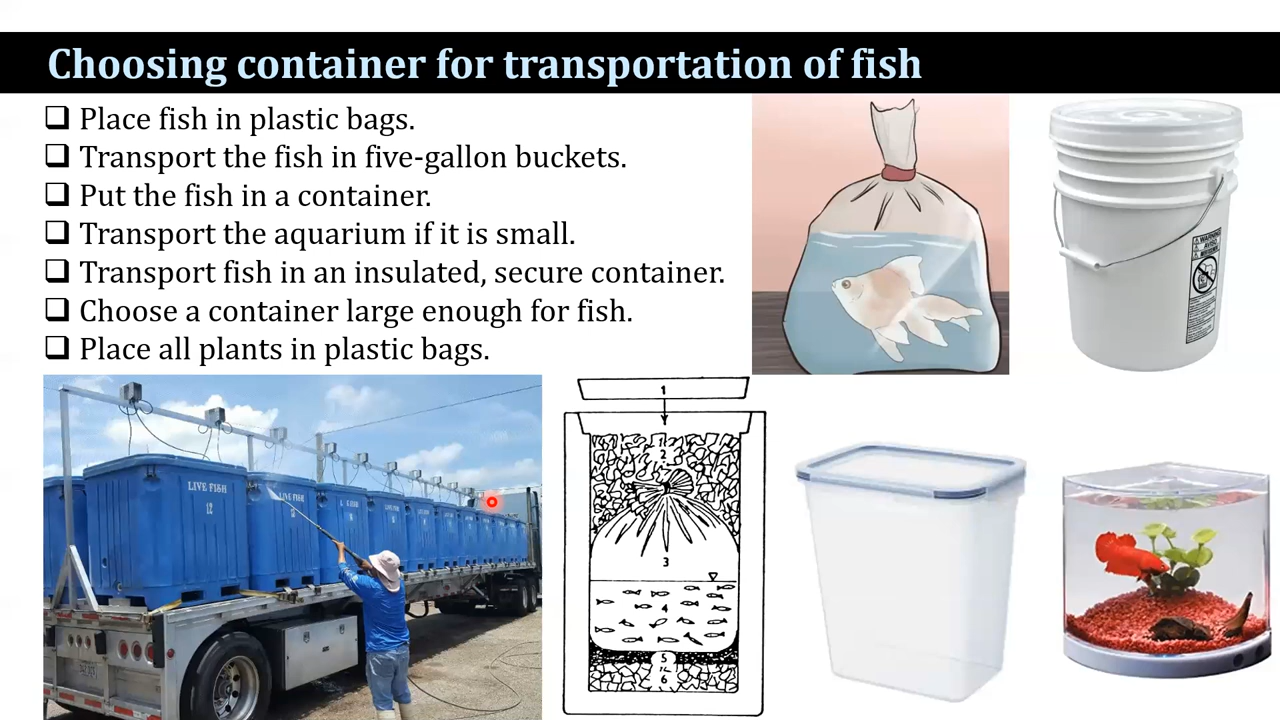 Choosing container for transportation of fish
❑ Place fish in plastic bags.
❑ Transport the fish in five-gallon buckets.
❑ Put the fish in a container.
❑ Transport the aquarium if it is small.
❑ Transport fish in an insulated, secure container.
❑ Choose a container large enough for fish.
❑ Place all plants in plastic bags.
WARNING
LIVE FISH
LIVE FISH
1
2
3
4
5
6